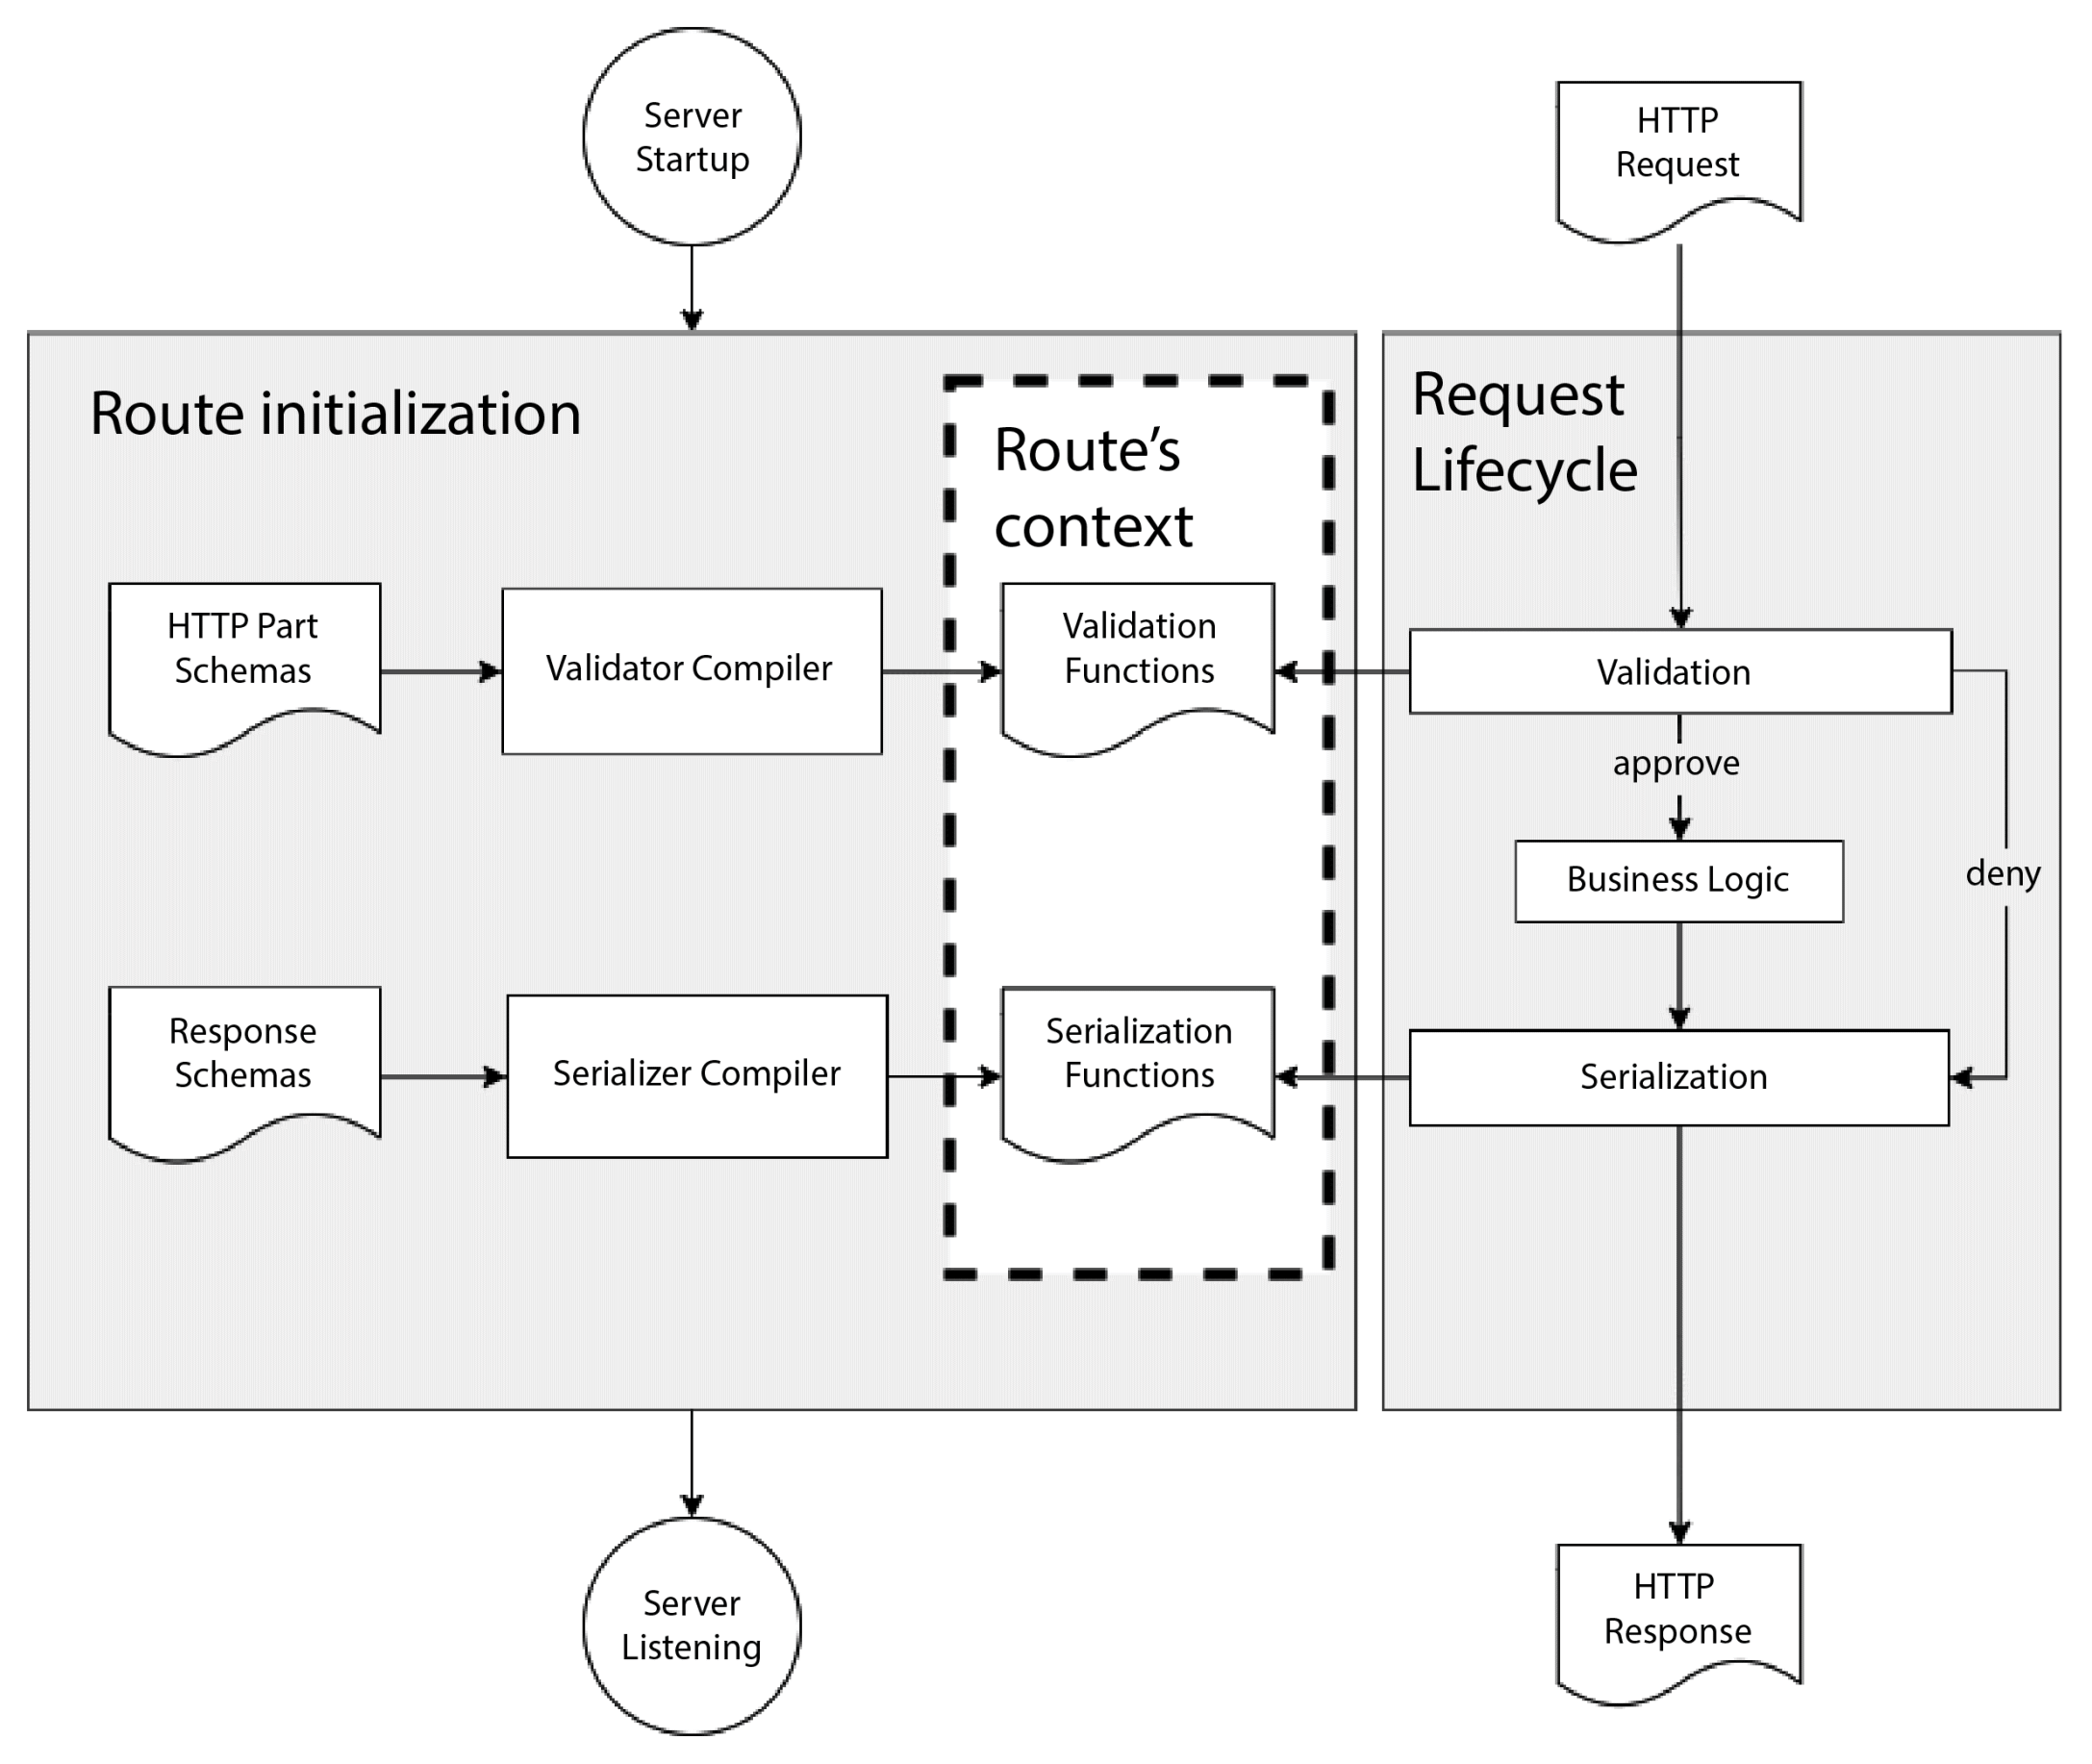 Server
Startup
HTTP
Request
Route initialization
Route’s
context
Request
Lifecycle
HTTP Part
Schemas
Validator Compiler
Validation
Functions
Validation
approve
Business Logic
deny
Response
Schemas
Serializer Compiler
Serialization
Functions
Serialization
Server
Listening
HTTP
Response